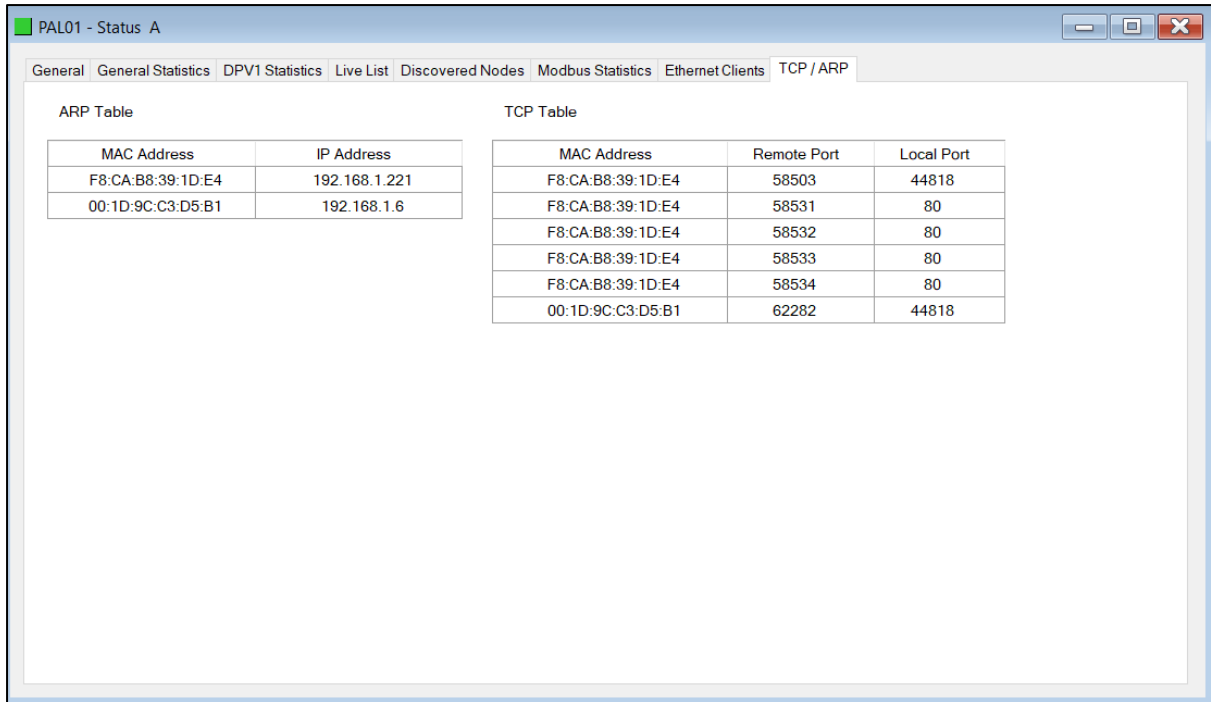 PAL01 - Status A
General General Statistics DPV1 Statistics Live List Discovered Nodes Modbus Statistics Ethernet Clients TCP / ARP
ARP Table
MAC Address IP Address
F8:CA:B8:39:1D:E4 192.168.1.221
00:1D:9C:C3:D5:B1 192.168.1.6
TCP Table
MAC Address Remote Port Local Port
F8:CA:B8:39:1D:E4 58503 44818
F8:CA:B8:39:1D:E4 58531 80
F8:CA:B8:39:1D:E4 58532 80
F8:CA:B8:39:1D:E4 58533 80
F8:CA:B8:39:1D:E4 58534 80
00:1D:9C:C3:D5:B1 62282 44818